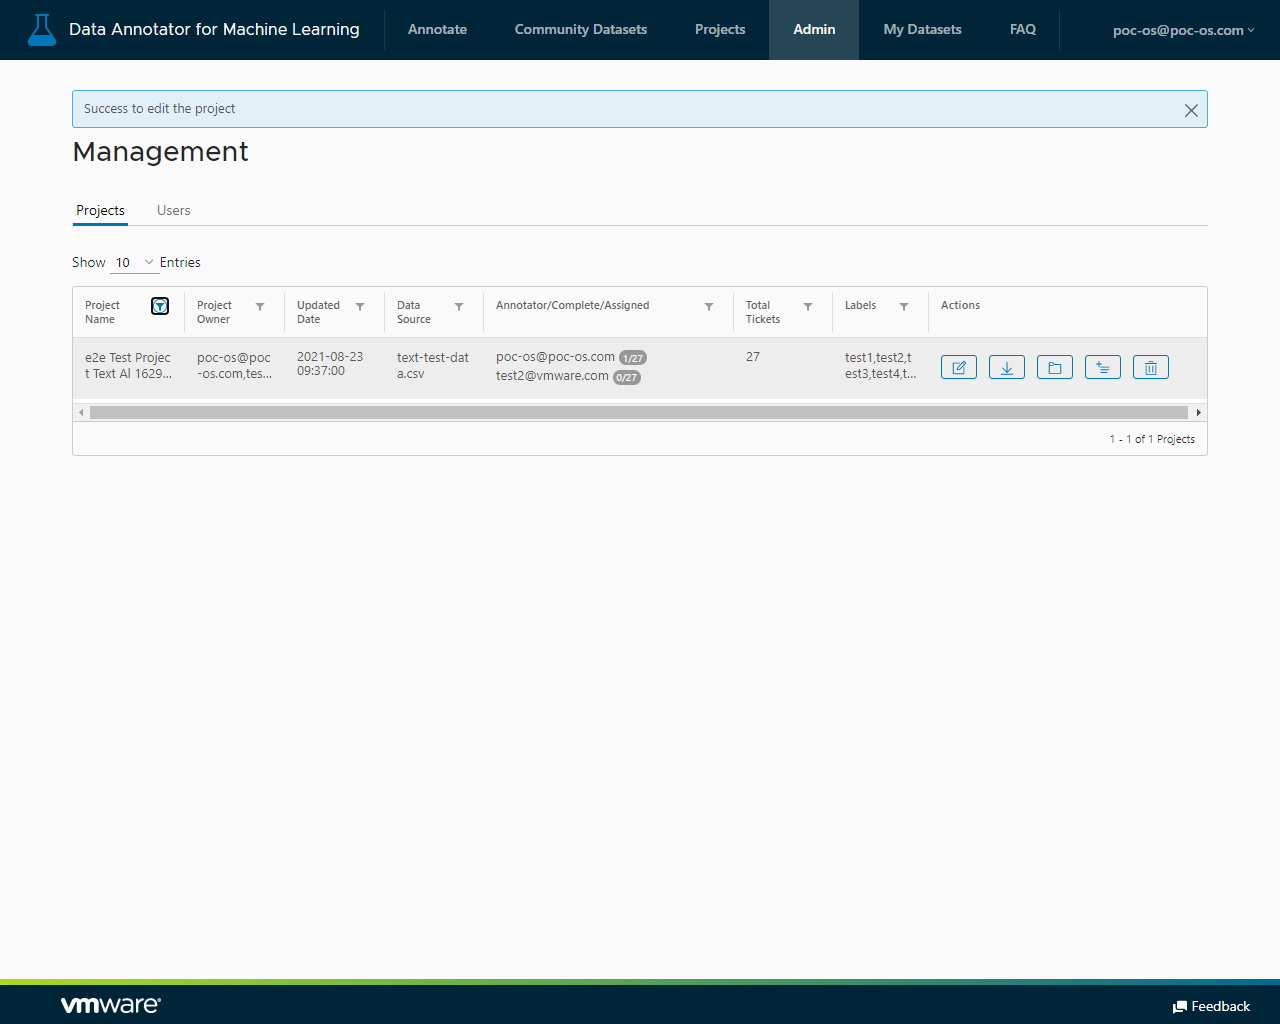 Data Annotator for Machine Learning
Annotate
Community Datasets
Projects
Admin
My Datasets
FAQ
poc-os@poc-os.com
Success to edit the project
Management
Projects
Users
Show 10 Entries
Project Name
Project Owner
Updated Date
Data Source
Annotator/Complete/Assigned
Total Tickets
Labels
Actions
e2e Test Projec
t Text Al 1629...
poc-os@poc
-os.com,tes...
2021-08-23
09:37:00
text-test-dat
a.csv
poc-os@poc-os.com 1/27
test2@vmware.com 0/27
27
test1,test2,t
est3,test4,t...
1 - 1 of 1 Projects
vmware®
Feedback